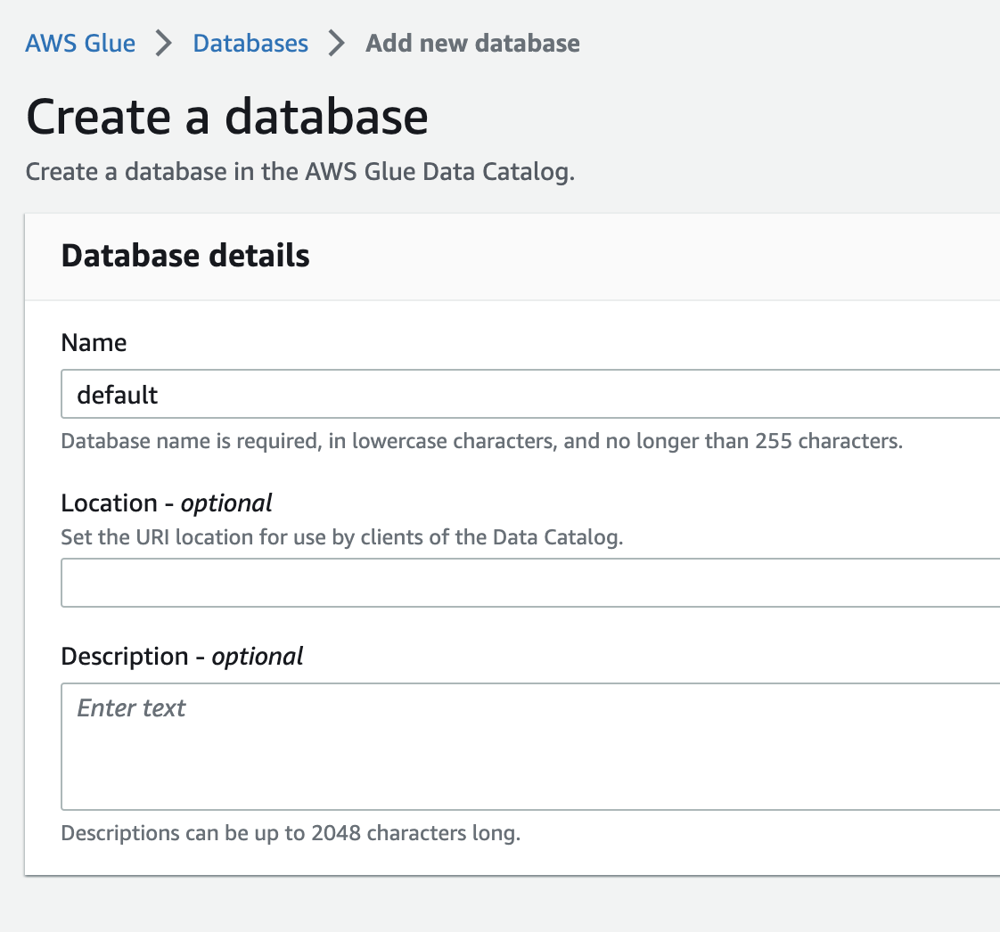 AWS Glue > Databases > Add new database
Create a database
Create a database in the AWS Glue Data Catalog.
Database details
Name
default
Database name is required, in lowercase characters, and no longer than 255 characters.
Location - optional
Set the URI location for use by clients of the Data Catalog.
Description - optional
Enter text
Descriptions can be up to 2048 characters long.